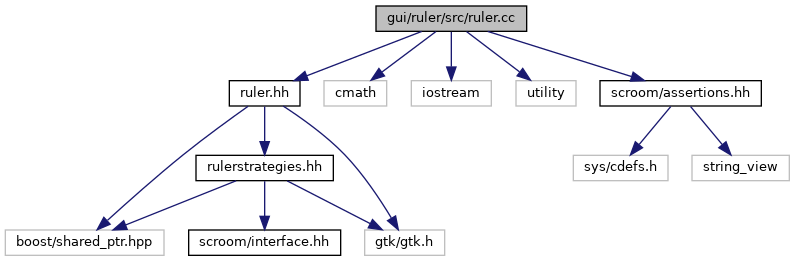 gui/ruler/src/ruler.cc
ruler.hh
cmath
iostream
utility
scroom/assertions.hh
rulerstrategies.hh
sys/cdefs.h
string_view
boost/shared_ptr.hpp
scroom/interface.hh
gtk/gtk.h